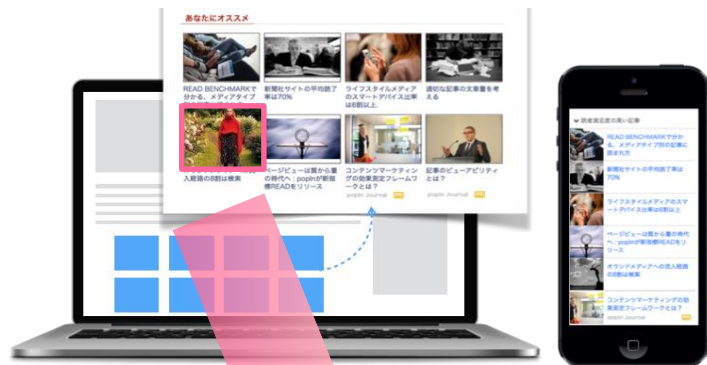 あなたにオススメ
READ BENCHMARKで
分かる、メディアタイプ
新聞社サイトの平均読了
率は70%
ライフスタイルメディア
のスマートデバイス比率
は6割以上
適切な記事の文章量を考
える
入経路の8割は検索
ページビューは質から量
の時代へ：popInが新指
標READをリリース
コンテンツマーケティン
グの効果測定フレームワ
ークとは？
popIn Journal PR
記事のビューアビリティ
とは？
popIn Journal PR
読者満足度の高い記事
READ BENCHMARKで分か
る、メディアタイプ別の記事に
読まれ方
新聞社サイトの平均読了率は
70%
ライフスタイルメディアのスマ
ートデバイス比率は6割以上
ページビューは質から量の時代
へ：popInが新指標READをリ
リース
オウンドメディアへの流入経路
の8割は検索
コンテンツマーケティングの効
果測定フレームワークとは？
popIn Journal PR